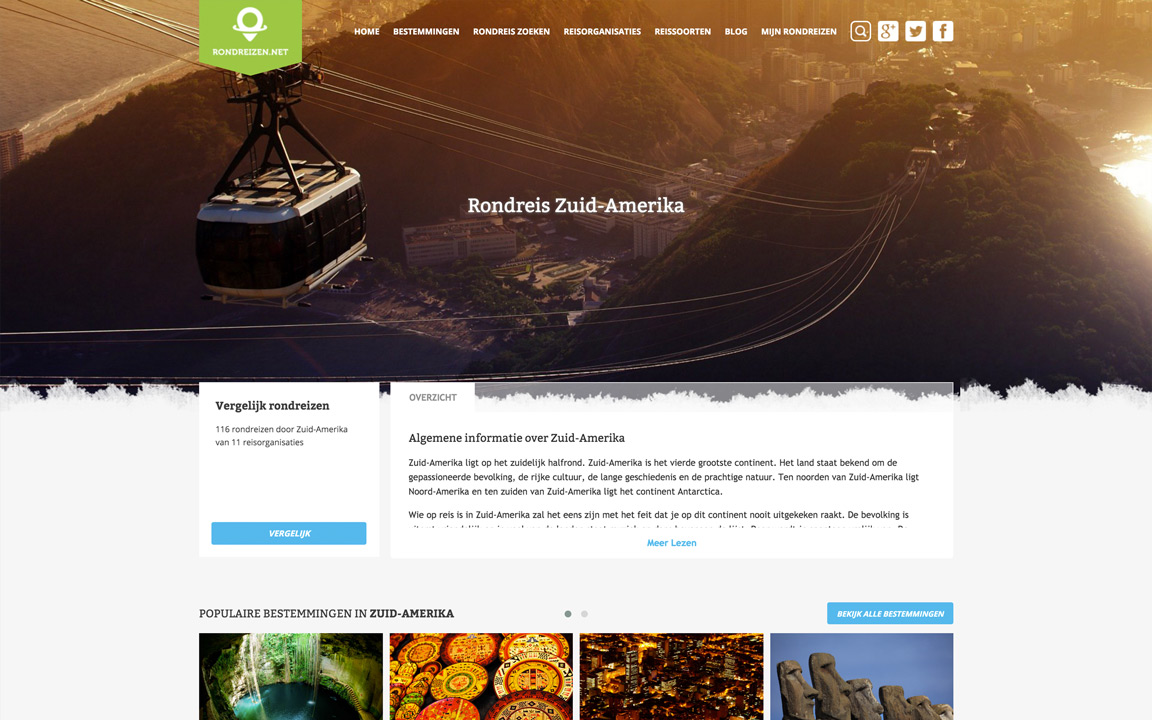 RONDREIZEN.NET
HOME BESTEMMINGEN RONDREIS ZOEKEN REISORGANISATIES REISSOORTEN BLOG MIJN RONDREIZEN
Rondreis Zuid-Amerika
Vergelijk rondreizen
116 rondreizen door Zuid-Amerika
van 11 reisorganisaties
VERGELIJK
OVERZICHT
Algemene informatie over Zuid-Amerika
Zuid-Amerika ligt op het zuidelijk halfrond. Zuid-Amerika is het vierde grootste continent. Het land staat bekend om de
gepassioneerde bevolking, de rijke cultuur, de lange geschiedenis en de prachtige natuur. Ten noorden van Zuid-Amerika ligt
Noord-Amerika en ten zuiden van Zuid-Amerika ligt het continent Antarctica.
Wie op reis is in Zuid-Amerika zal het eens zijn met het feit dat je op dit continent nooit uitgekeken raakt. De bevolking is
Meer Lezen
POPULAIRE BESTEMMINGEN IN ZUID-AMERIKA
BEKIJK ALLE BESTEMMINGEN